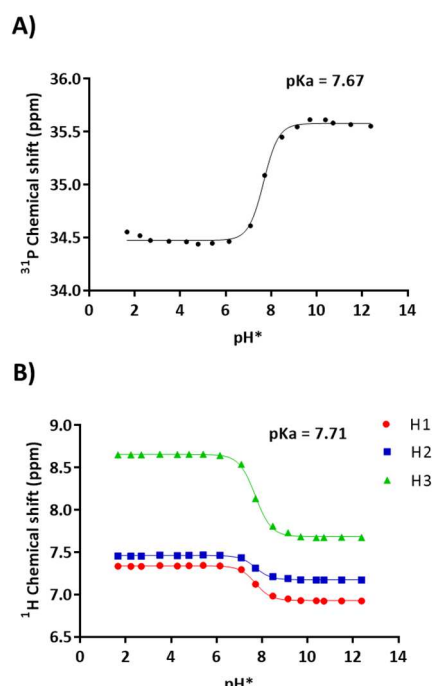 A)
pKa = 7.67
36.0
35.5
35.0
34.5
34.0
³¹P Chemical shift (ppm)
0 2 4 6 8 10 12 14
pH*
B)
pKa = 7.71
H1
H2
H3
9.0
8.5
8.0
7.5
7.0
6.5
¹H Chemical shift (ppm)
0 2 4 6 8 10 12 14
pH*